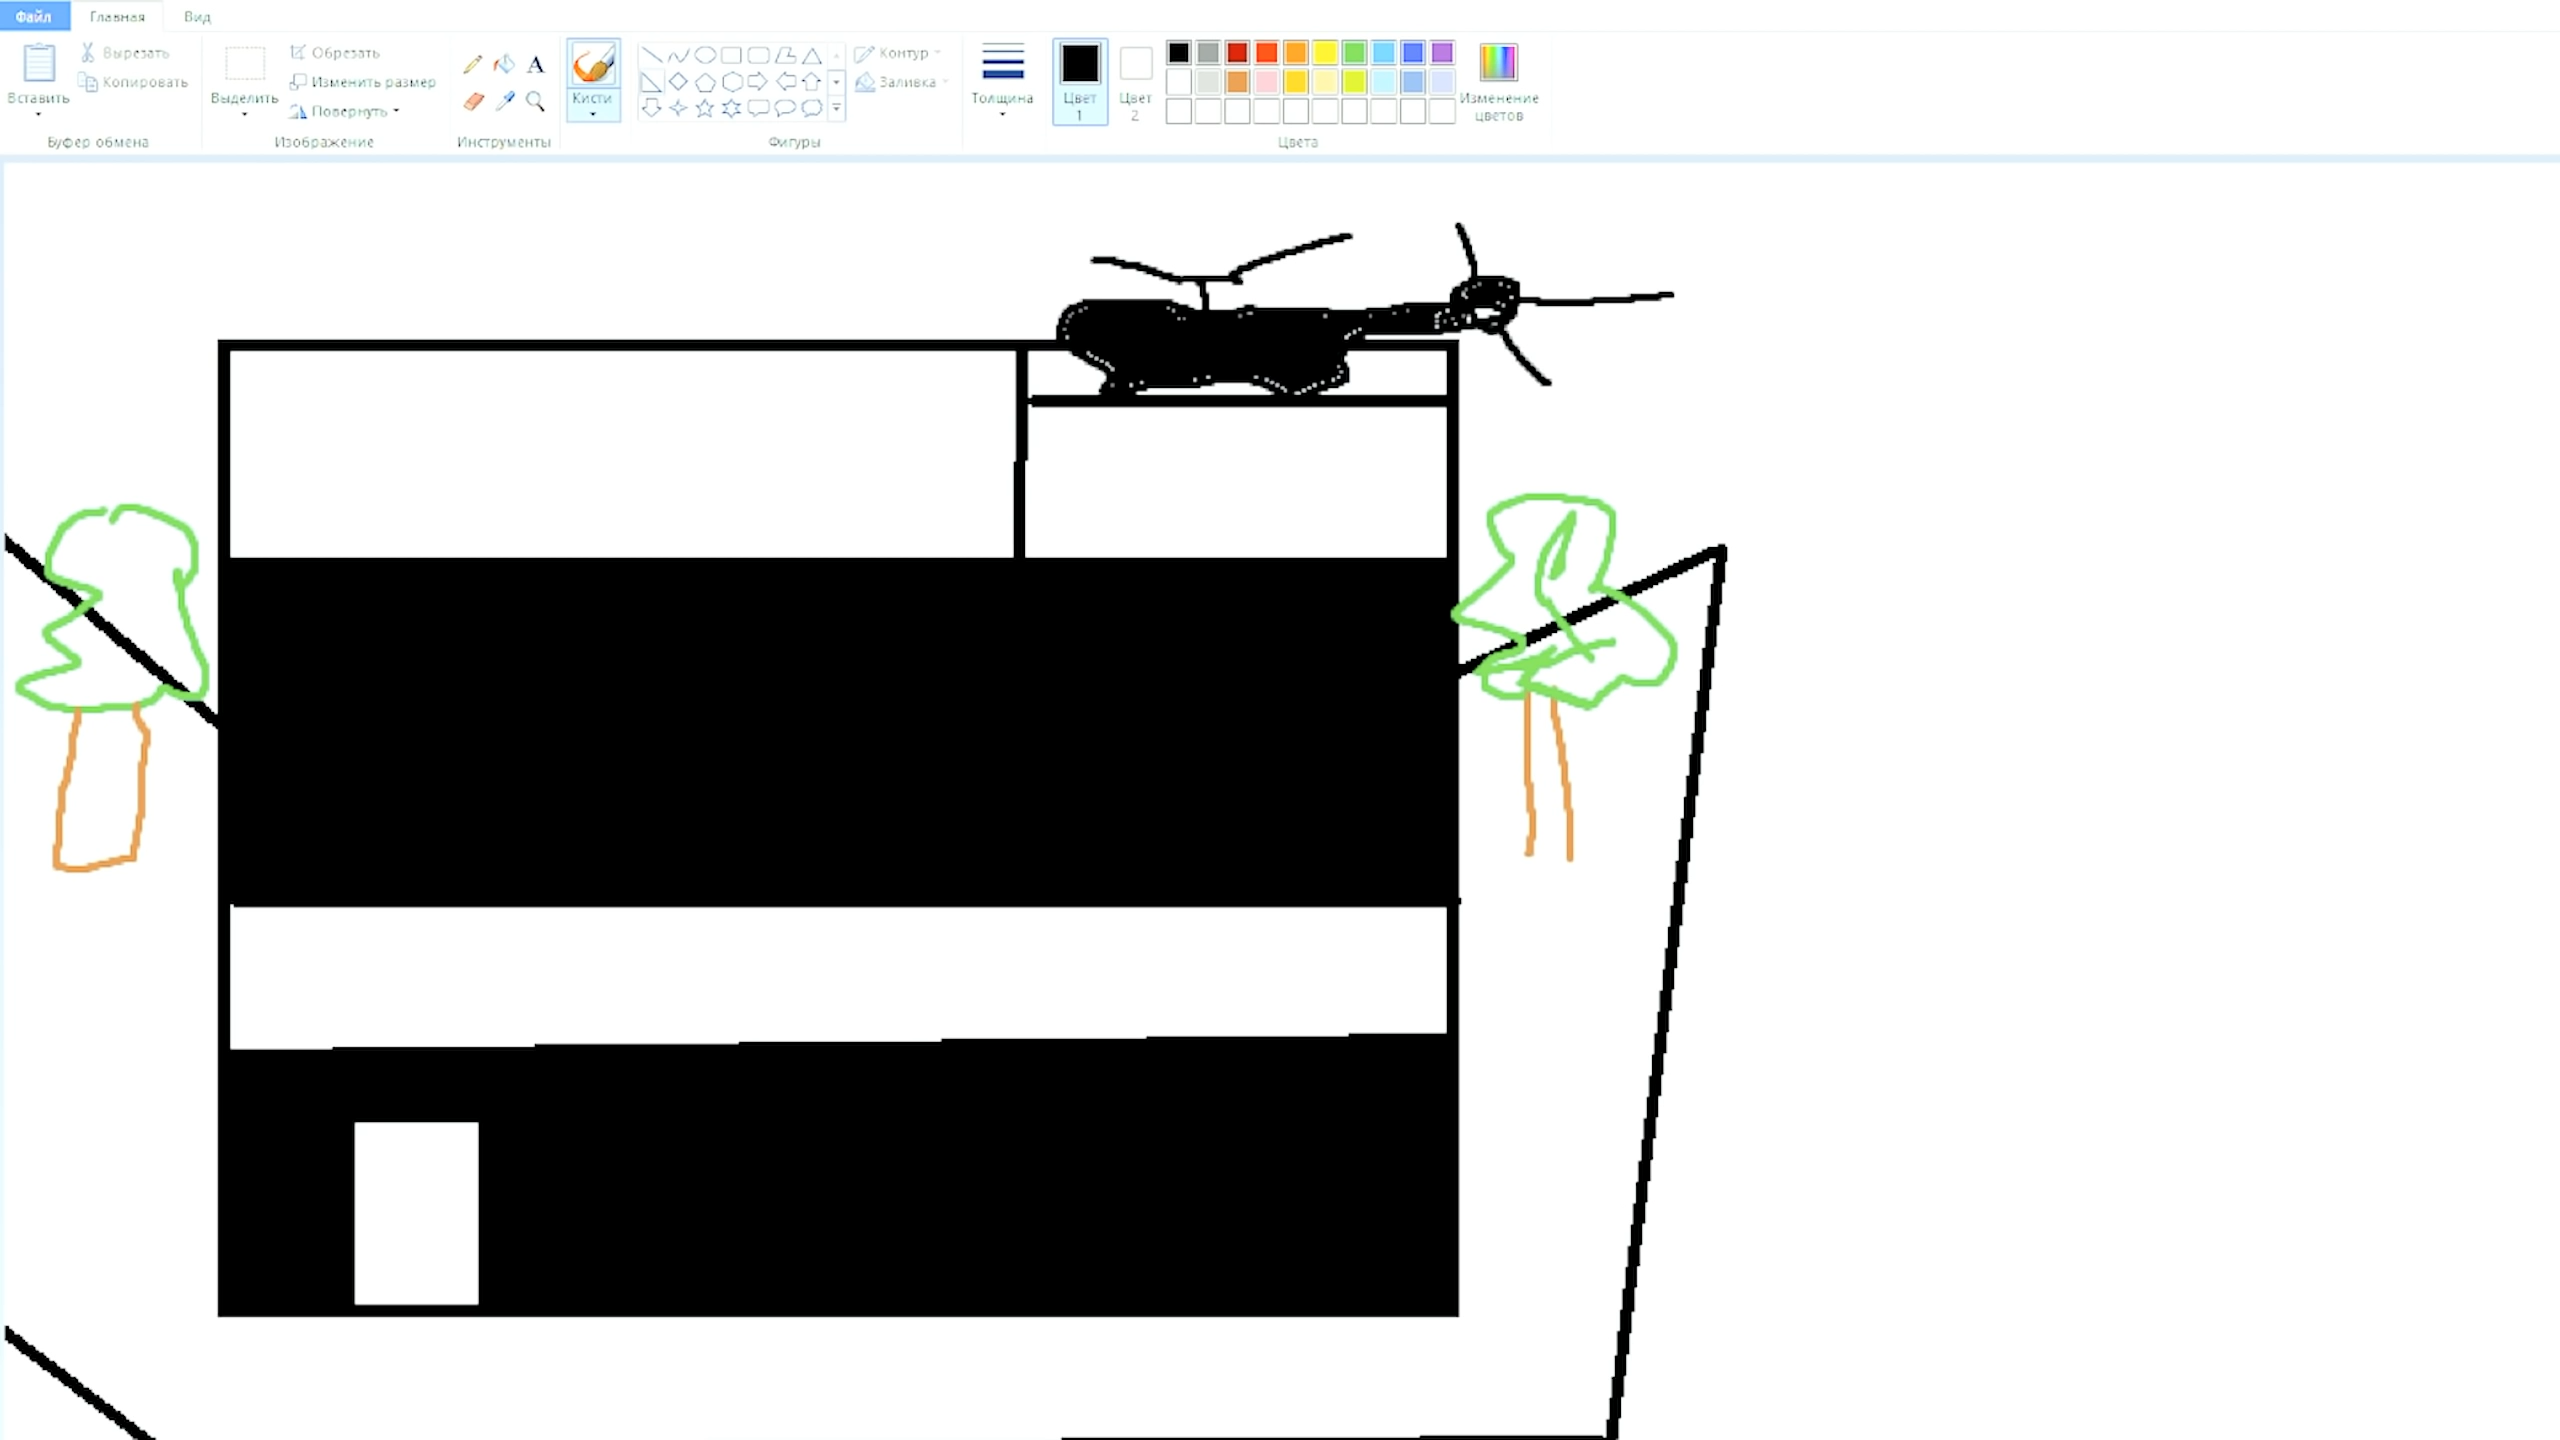 Файл Главная Вид
Вставить
Вырезать
Копировать
Буфер обмена
Выделить
Обрезать
Изменить размер
Повернуть
Изображение
A
Инструменты
Кисти
Контур
Заливка
Фигуры
Толщина
Цвет
1
Цвет
2
Изменение
цветов
Цвета